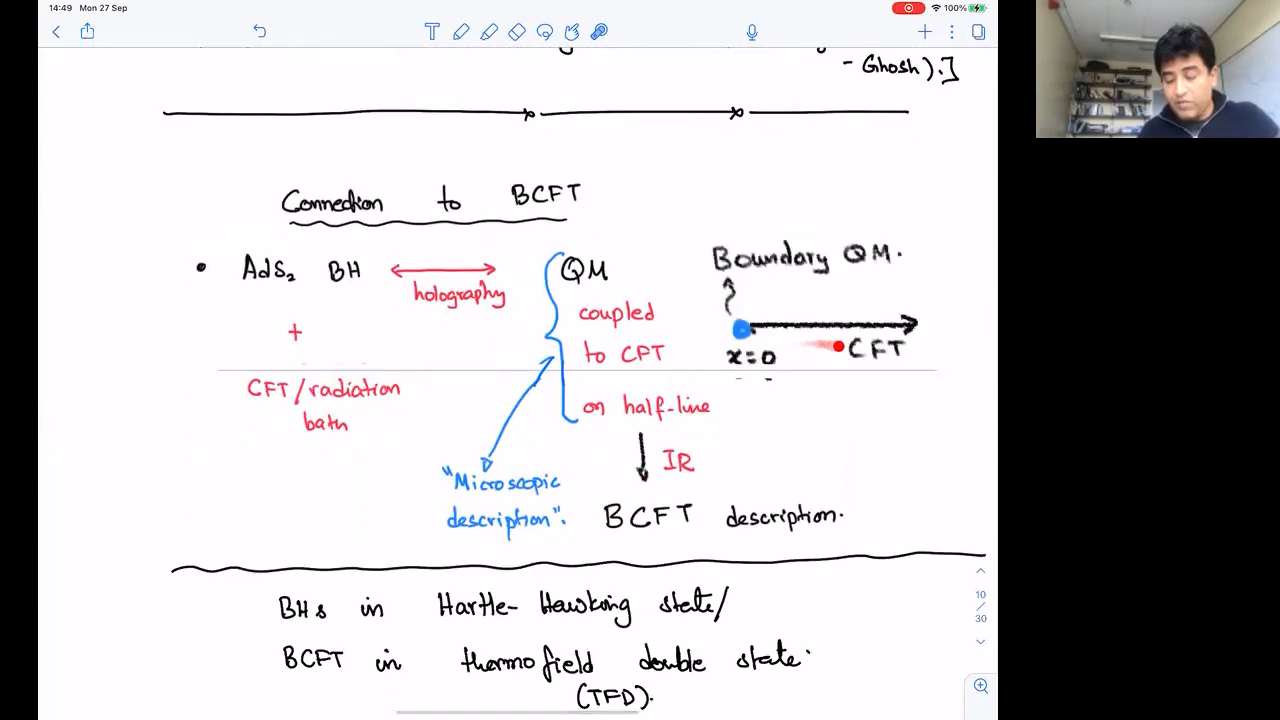 14:49 Mon 27 Sep
100%
- Ghosh).]
Connection to BCFT
• AdS₂ BH
holography
+
CFT/radiation
bath
QM
coupled
to CFT
on half-line
IR
"Microscopic
description".
BCFT description.
Boundary QM.
x=0
CFT
BHs in Hartle-Hawking state/
BCFT in thermofield double state.
(TFD).
10
/
30